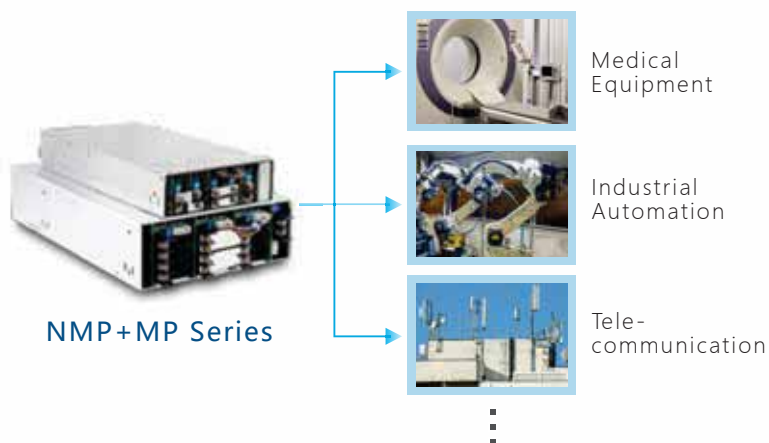 Medical
Equipment
Industrial
Automation
NMP+MP Series
Tele-
communication